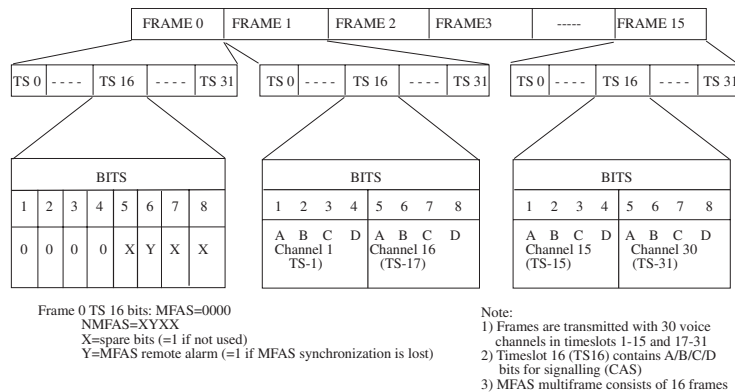 FRAME 0 FRAME 1 FRAME 2 FRAME3 ----- FRAME 15
TS 0 ---- TS 16 ---- TS 31 TS 0 ---- TS 16 ---- TS 31 TS 0 ---- TS 16 ---- TS 31
BITS BITS BITS
1 2 3 4 5 6 7 8 1 2 3 4 5 6 7 8 1 2 3 4 5 6 7 8
0 0 0 0 X Y X X A B C D A B C D A B C D A B C D
Channel 1 Channel 16 Channel 15 Channel 30
TS-1) (TS-17) (TS-15) (TS-31)
Frame 0 TS 16 bits: MFAS=0000
NMFAS=XYXX
X=spare bits (=1 if not used)
Y=MFAS remote alarm (=1 if MFAS synchronization is lost)
Note:
1) Frames are transmitted with 30 voice
channels in timeslots 1-15 and 17-31
2) Timeslot 16 (TS16) contains A/B/C/D
bits for signalling (CAS)
3) MFAS multiframe consists of 16 frames